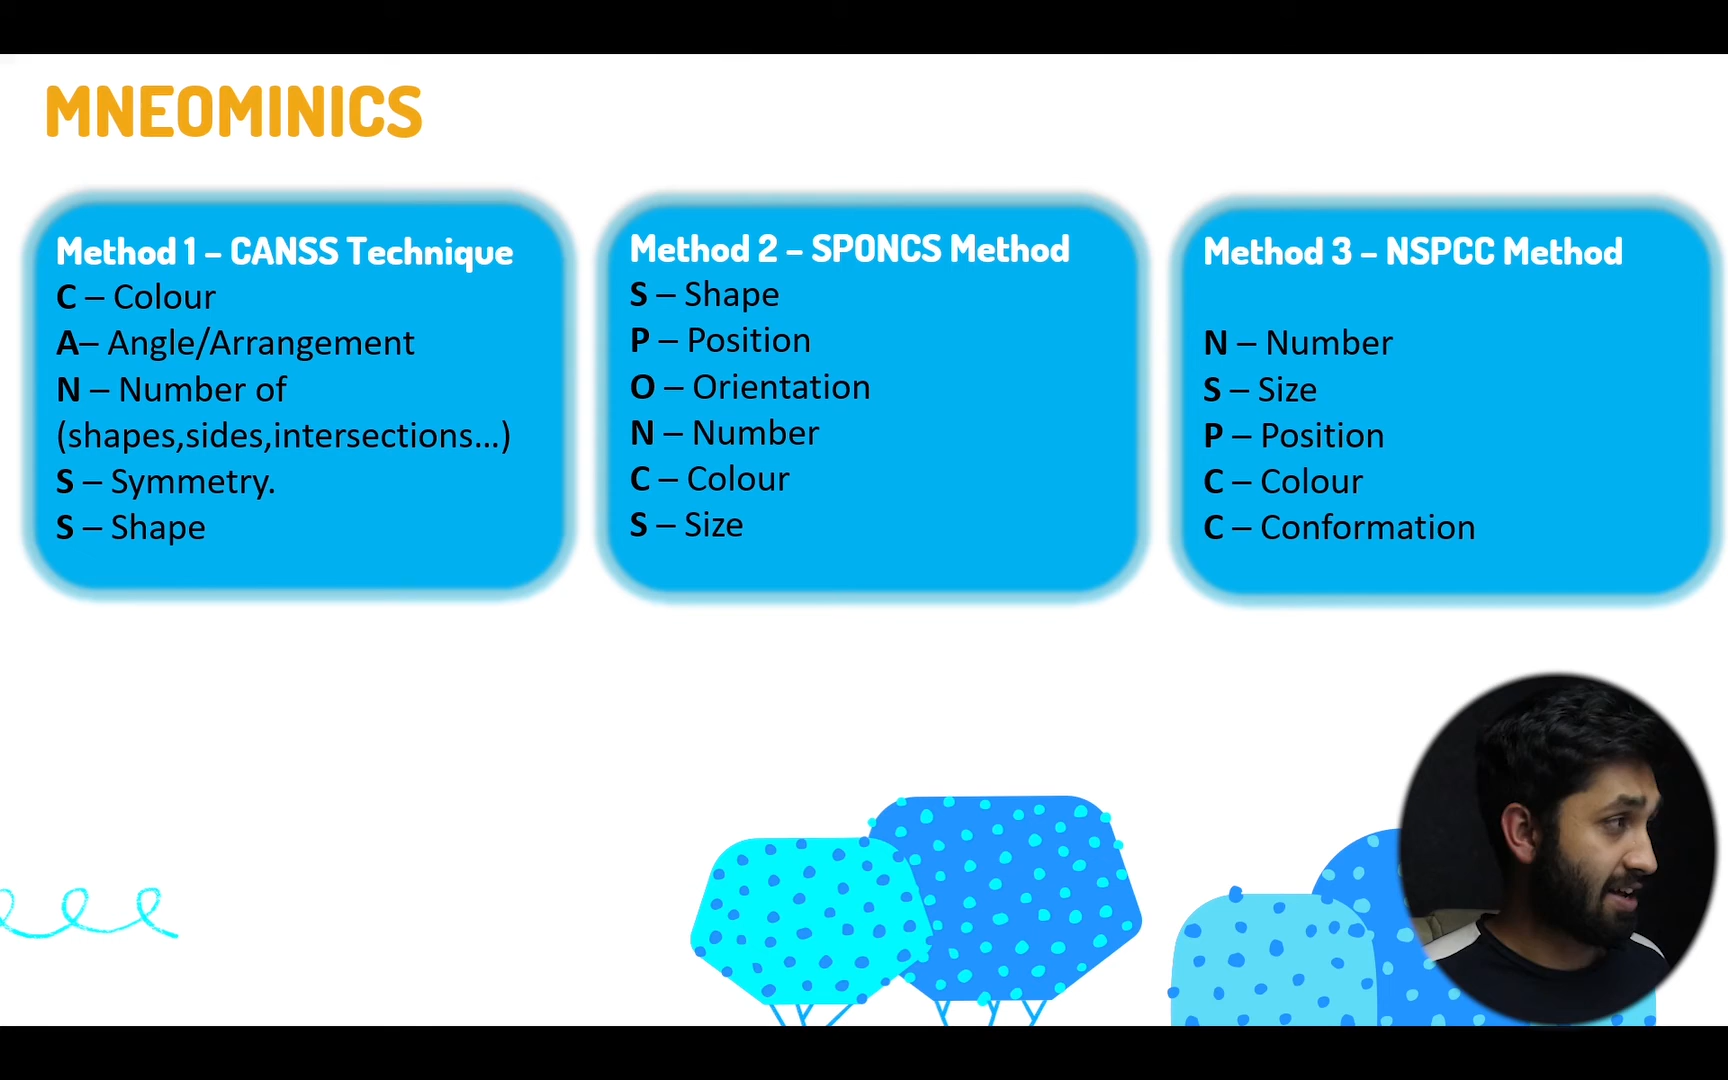 MNEOMINICS
Method 1 – CANSS Technique
C – Colour
A– Angle/Arrangement
N – Number of
(shapes,sides,intersections...)
S – Symmetry.
S – Shape
Method 2 – SPONCS Method
S – Shape
P – Position
O – Orientation
N – Number
C – Colour
S – Size
Method 3 – NSPCC Method
N – Number
S – Size
P – Position
C – Colour
C – Conformation